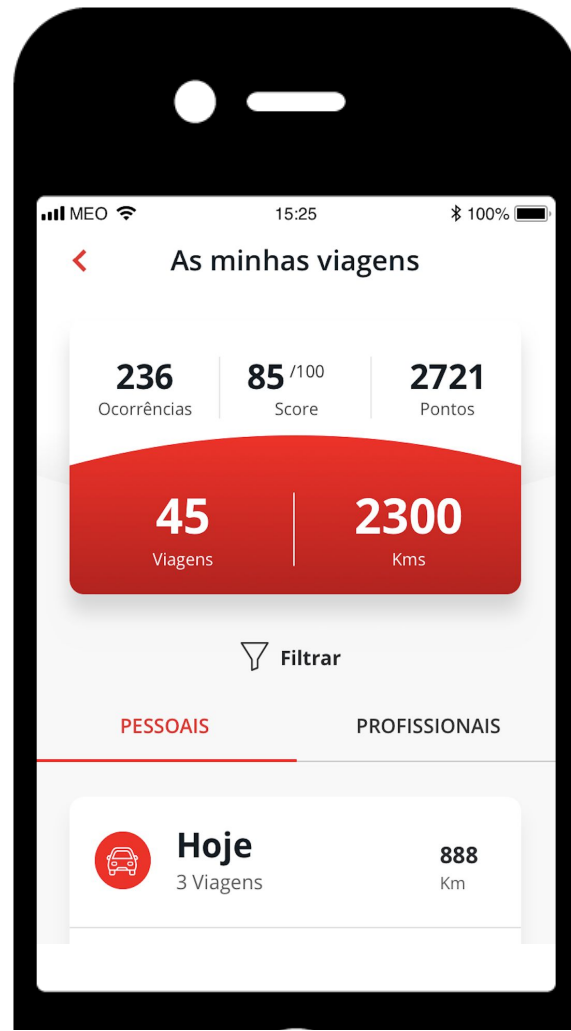 MEO 15:25 100%
As minhas viagens
236 85 /100 2721
Ocorrências Score Pontos
45 2300
Viagens Kms
Filtrar
PESSOAIS PROFISSIONAIS
Hoje 888
3 Viagens Km